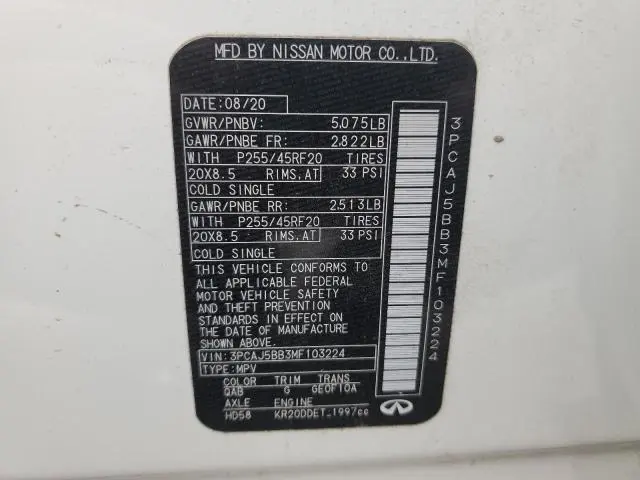 MFD BY NISSAN MOTOR CO.,LTD.
DATE: 08/20
GVWR/PNBV: 5,075LB
GAWR/PNBE FR: 2,822LB
WITH P255/45RF20 TIRES
20X8.5 RIMS.AT 33 PSI
COLD SINGLE
GAWR/PNBE RR: 2,513LB
WITH P255/45RF20 TIRES
20X8.5 RIMS.AT 33 PSI
COLD SINGLE
THIS VEHICLE CONFORMS TO
ALL APPLICABLE FEDERAL
MOTOR VEHICLE SAFETY
AND THEFT PREVENTION
STANDARDS IN EFFECT ON
THE DATE OF MANUFACTURE
SHOWN ABOVE.
VIN: 3PCAJ5BB3MF103224
TYPE: MPV
COLOR TRIM TRANS
QAB G GE0F10A
AXLE ENGINE
HD58 KR20DDET_1997cc
3PCAJ5BB3MF103224